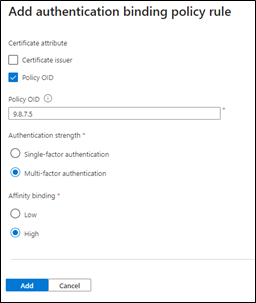 Add authentication binding policy rule
Certificate attribute
Certificate issuer
Policy OID
Policy OID
9.8.7.5
*
Authentication strength *
Single-factor authentication
Multi-factor authentication
Affinity binding *
Low
High
Add Cancel